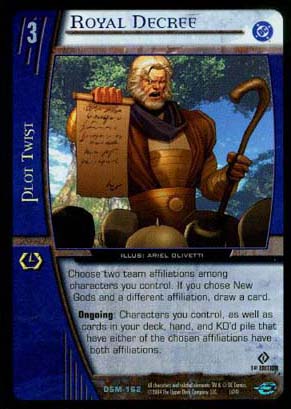 3
ROYAL DECREE
DC
PLOT TWIST
ILLUS: ARIEL OLIVETTI
Choose two team affiliations among
characters you control. If you chose New
Gods and a different affiliation, draw a card.
Ongoing: Characters you control, as well as
cards in your deck, hand, and KO'd pile that
have either of the chosen affiliations have
both affiliations.
1ST EDITION
DSM-162